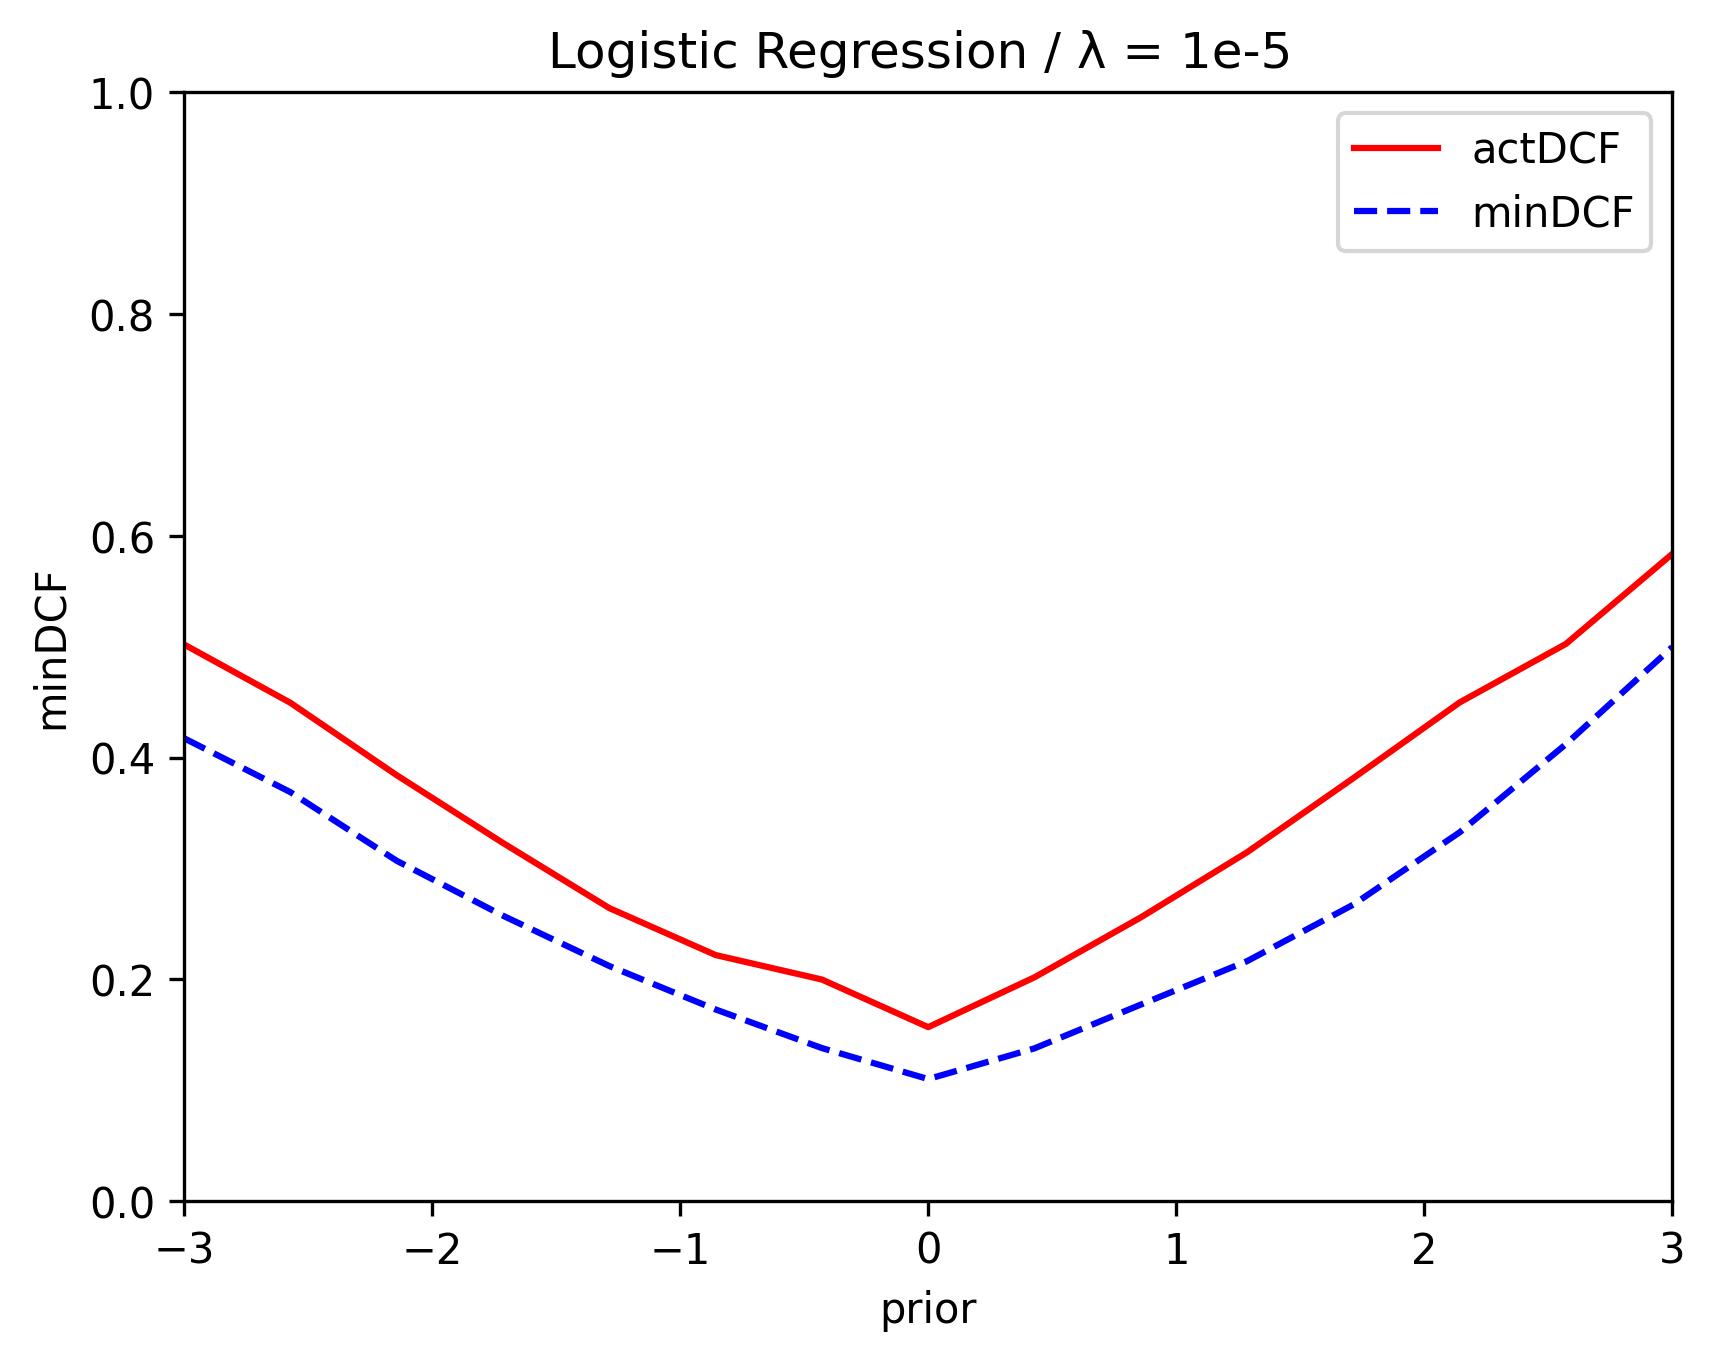 Logistic Regression / λ = 1e-5
1.0
0.8
0.6
0.4
0.2
0.0
minDCF
actDCF
minDCF
−3
−2
−1
0
1
2
3
prior